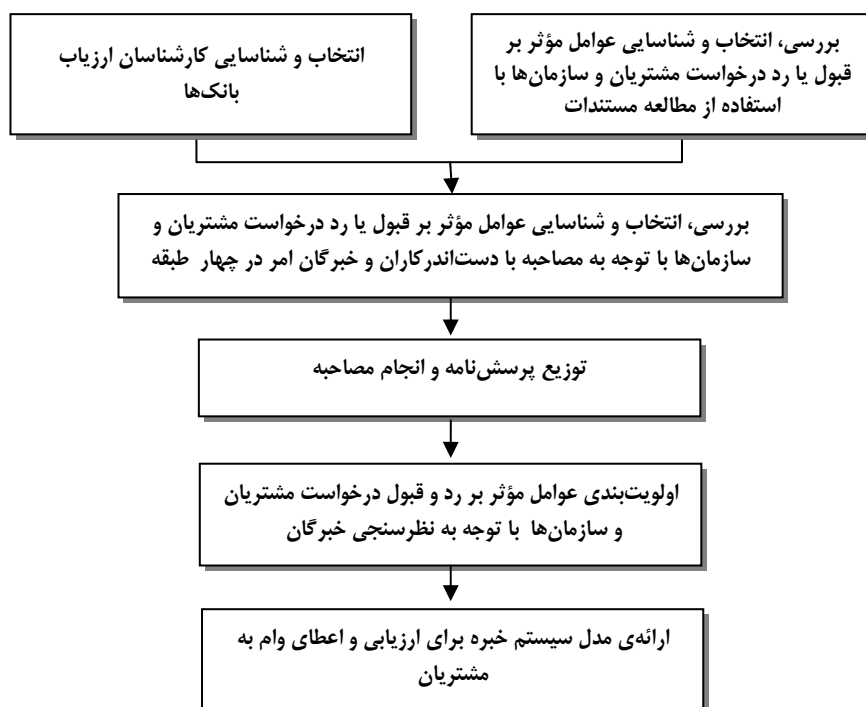 بررسی، انتخاب و شناسایی عوامل مؤثر بر
قبول یا رد درخواست مشتریان و سازمان‌ها با
استفاده از مطالعه مستندات
انتخاب و شناسایی کارشناسان ارزیاب
بانک‌ها
بررسی، انتخاب و شناسایی عوامل مؤثر بر قبول یا رد درخواست مشتریان و
سازمان‌ها با توجه به مصاحبه با دست‌اندرکاران و خبرگان امر در چهار طبقه
توزیع پرسش‌نامه و انجام مصاحبه
اولویت‌بندی عوامل مؤثر بر رد و قبول درخواست مشتریان
و سازمان‌ها با توجه به نظرسنجی خبرگان
ارائه‌ی مدل سیستم خبره برای ارزیابی و اعطای وام به
مشتریان